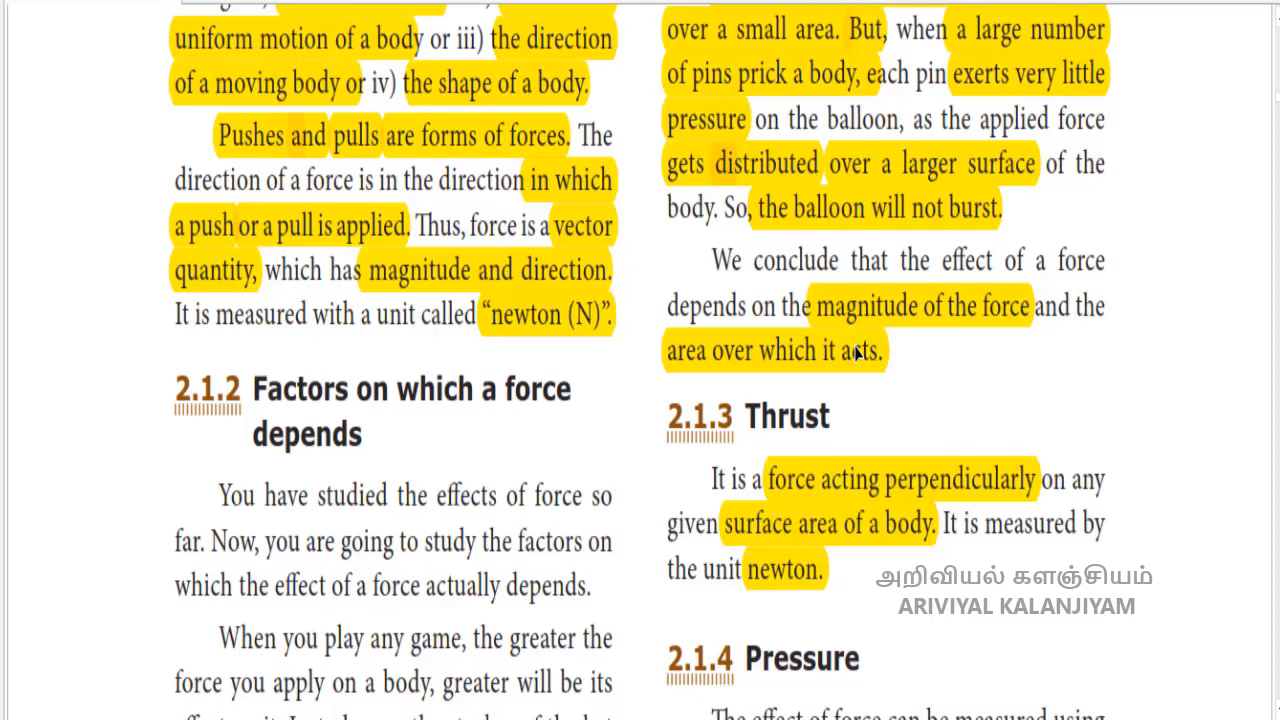 uniform motion of a body or iii) the direction
of a moving body or iv) the shape of a body.
Pushes and pulls are forms of forces. The
direction of a force is in the direction in which
a push or a pull is applied. Thus, force is a vector
quantity, which has magnitude and direction.
It is measured with a unit called “newton (N)”.
2.1.2 Factors on which a force
depends
You have studied the effects of force so
far. Now, you are going to study the factors on
which the effect of a force actually depends.
When you play any game, the greater the
force you apply on a body, greater will be its
over a small area. But, when a large number
of pins prick a body, each pin exerts very little
pressure on the balloon, as the applied force
gets distributed over a larger surface of the
body. So, the balloon will not burst.
We conclude that the effect of a force
depends on the magnitude of the force and the
area over which it acts.
2.1.3 Thrust
It is a force acting perpendicularly on any
given surface area of a body. It is measured by
the unit newton.
அறிவியல் களஞ்சியம்
ARIVIYAL KALANJIYAM
2.1.4 Pressure
The effect of force can be measured using